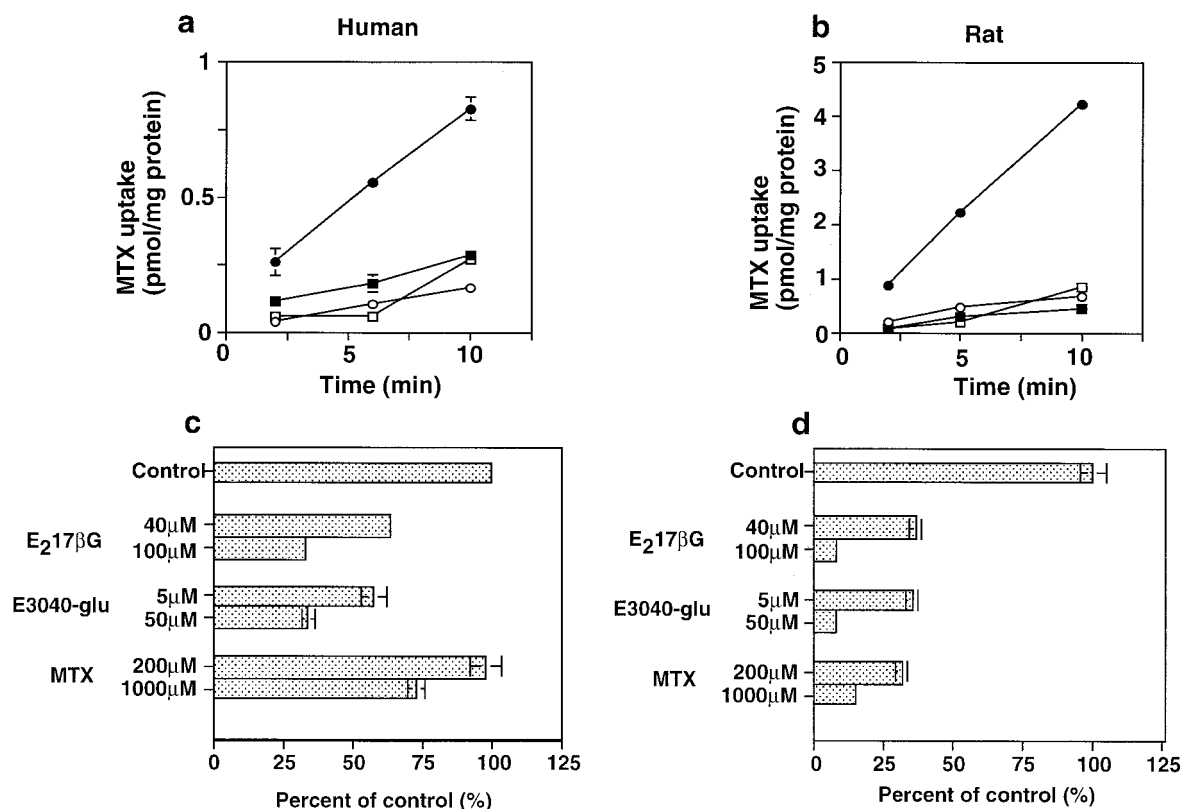 a
Human
1
0.5
0
MTX uptake
(pmol/mg protein)
0
5
10
Time (min)
b
Rat
5
4
3
2
1
0
MTX uptake
(pmol/mg protein)
0
5
10
Time (min)
c
Control
E₂17βG
40μM
100μM
E3040-glu
5μM
50μM
MTX
200μM
1000μM
0
25
50
75
100
125
Percent of control (%)
d
Control
E₂17βG
40μM
100μM
E3040-glu
5μM
50μM
MTX
200μM
1000μM
0
25
50
75
100
125
Percent of control (%)